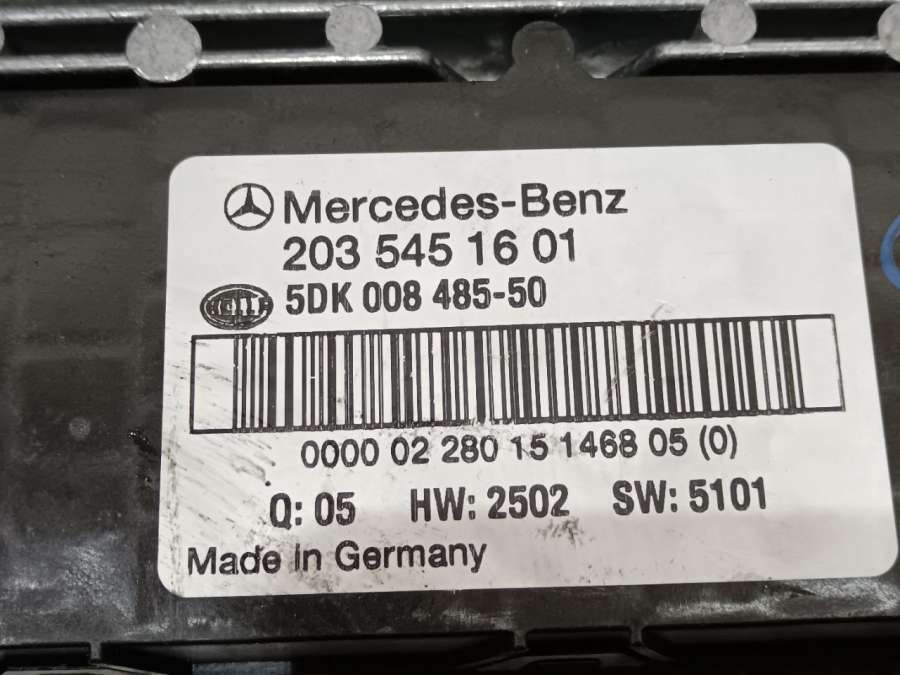 Mercedes-Benz
203 545 16 01
HELLA 5DK 008 485-50
0000 02 280 15 1468 05 (0)
Q: 05 HW: 2502 SW: 5101
Made in Germany